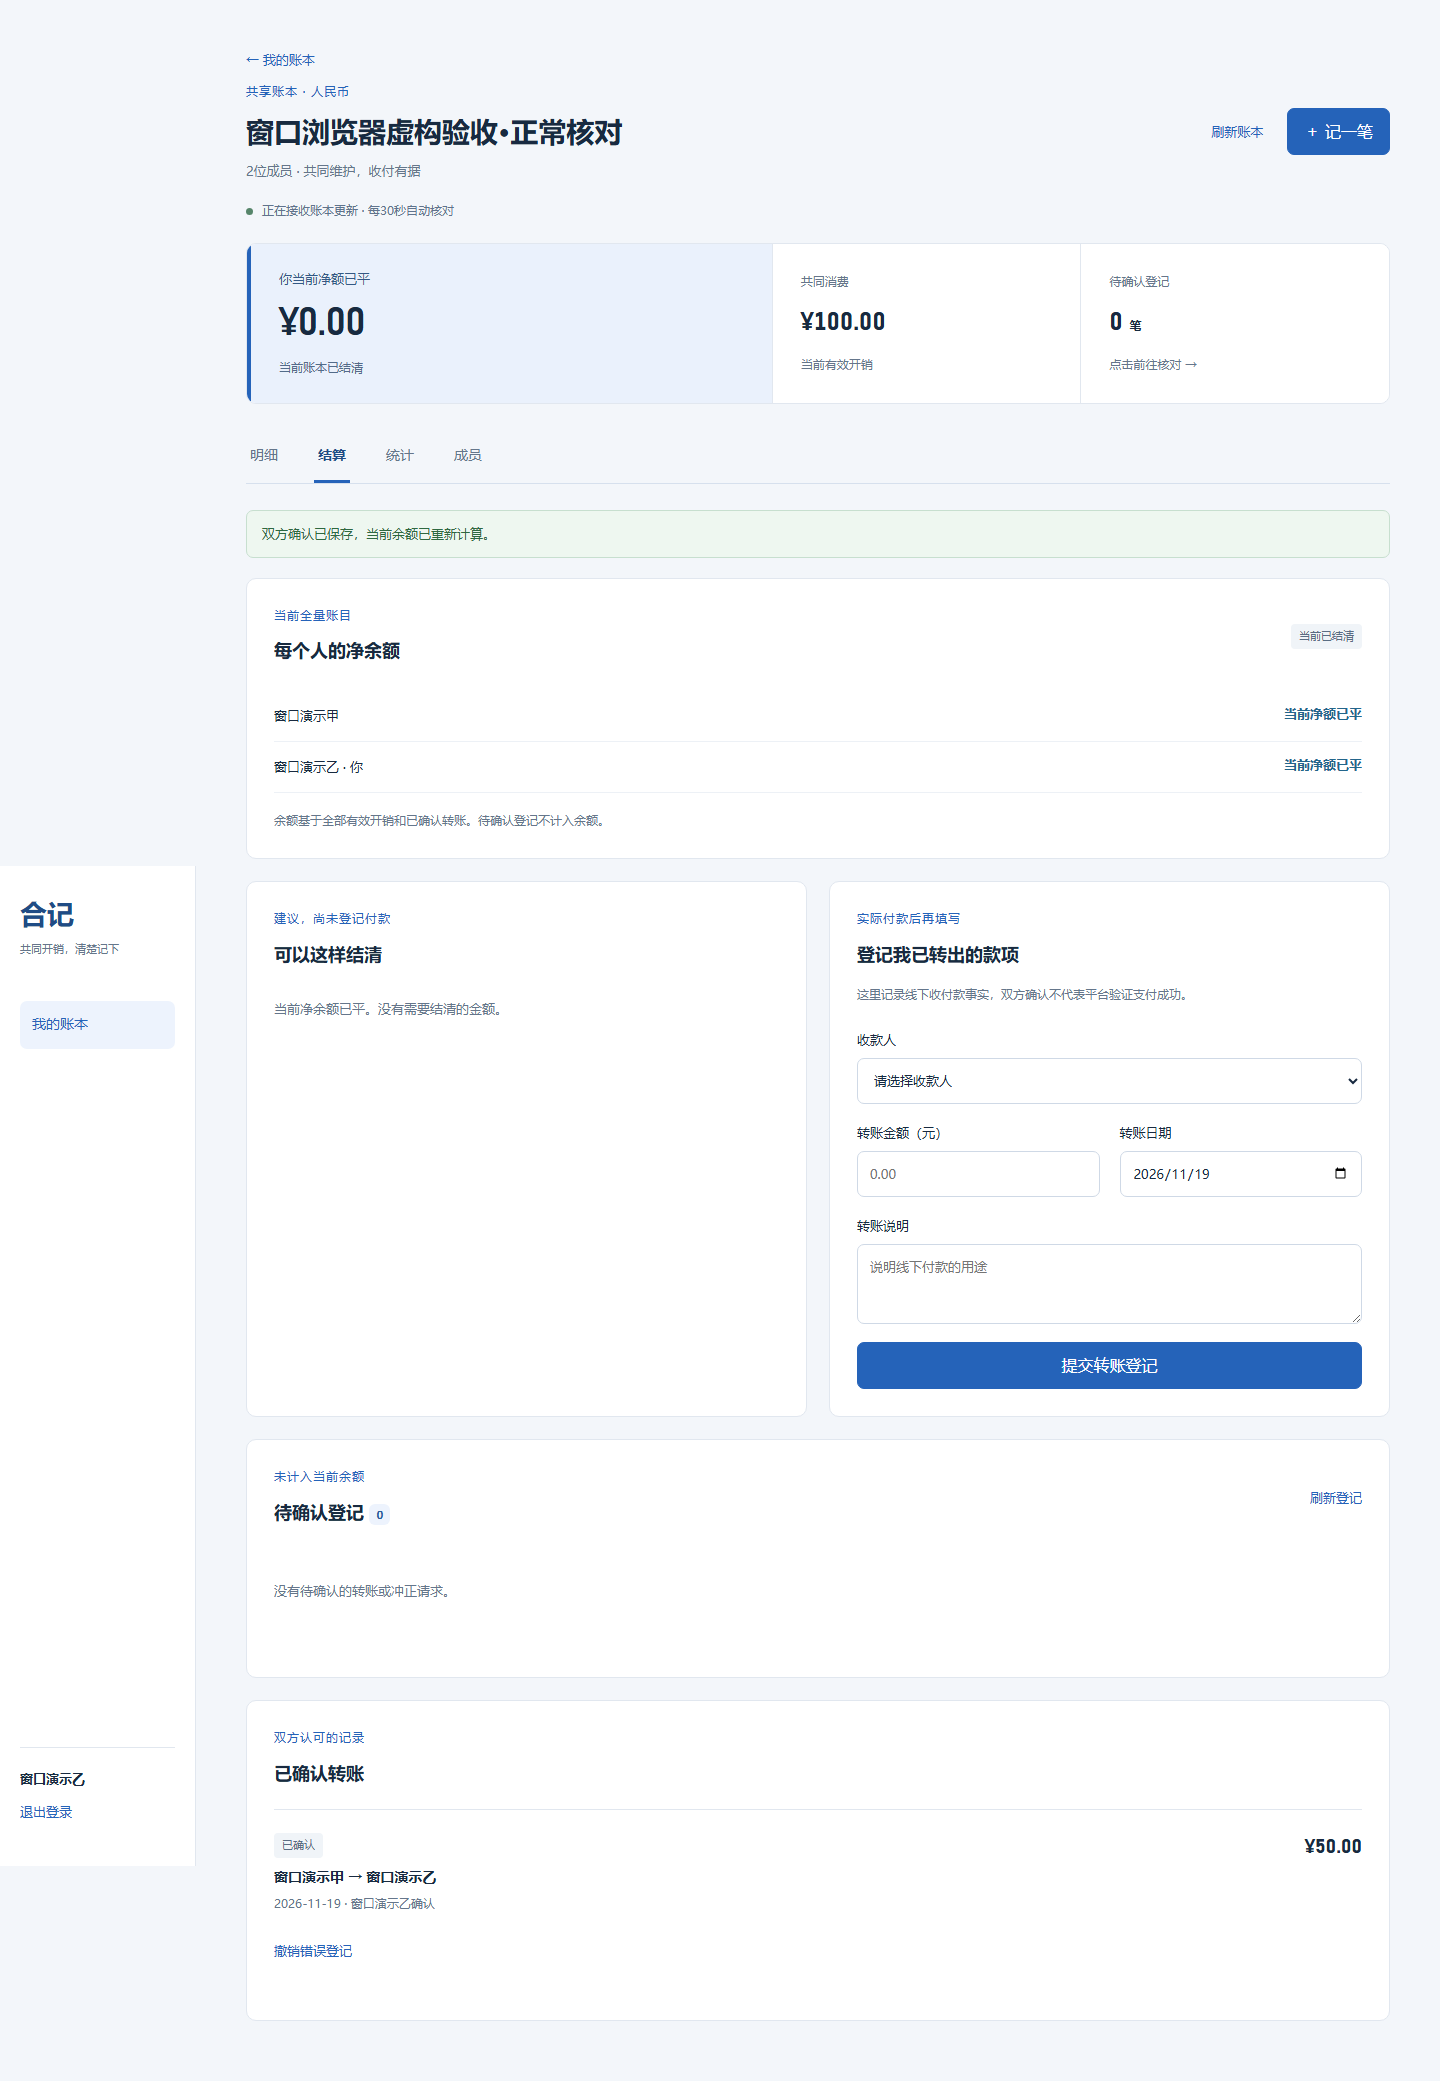 ← 我的账本
共享账本 · 人民币
窗口浏览器虚构验收·正常核对
2位成员 · 共同维护，收付有据
刷新账本
+ 记一笔
正在接收账本更新 · 每30秒自动核对
你当前净额已平
¥0.00
当前账本已结清
共同消费
¥100.00
当前有效开销
待确认登记
0 笔
点击前往核对 →
明细
结算
统计
成员
双方确认已保存，当前余额已重新计算。
当前全量账目
每个人的净余额
当前已结清
窗口演示甲
当前净额已平
窗口演示乙 · 你
当前净额已平
余额基于全部有效开销和已确认转账。待确认登记不计入余额。
合记
共同开销，清楚记下
我的账本
窗口演示乙
退出登录
建议，尚未登记付款
可以这样结清
当前净余额已平。没有需要结清的金额。
实际付款后再填写
登记我已转出的款项
这里记录线下收付款事实，双方确认不代表平台验证支付成功。
收款人
请选择收款人
转账金额（元）
0.00
转账日期
2026/11/19
转账说明
说明线下付款的用途
提交转账登记
未计入当前余额
待确认登记 0
刷新登记
没有待确认的转账或冲正请求。
双方认可的记录
已确认转账
已确认
¥50.00
窗口演示甲 → 窗口演示乙
2026-11-19 · 窗口演示乙确认
撤销错误登记